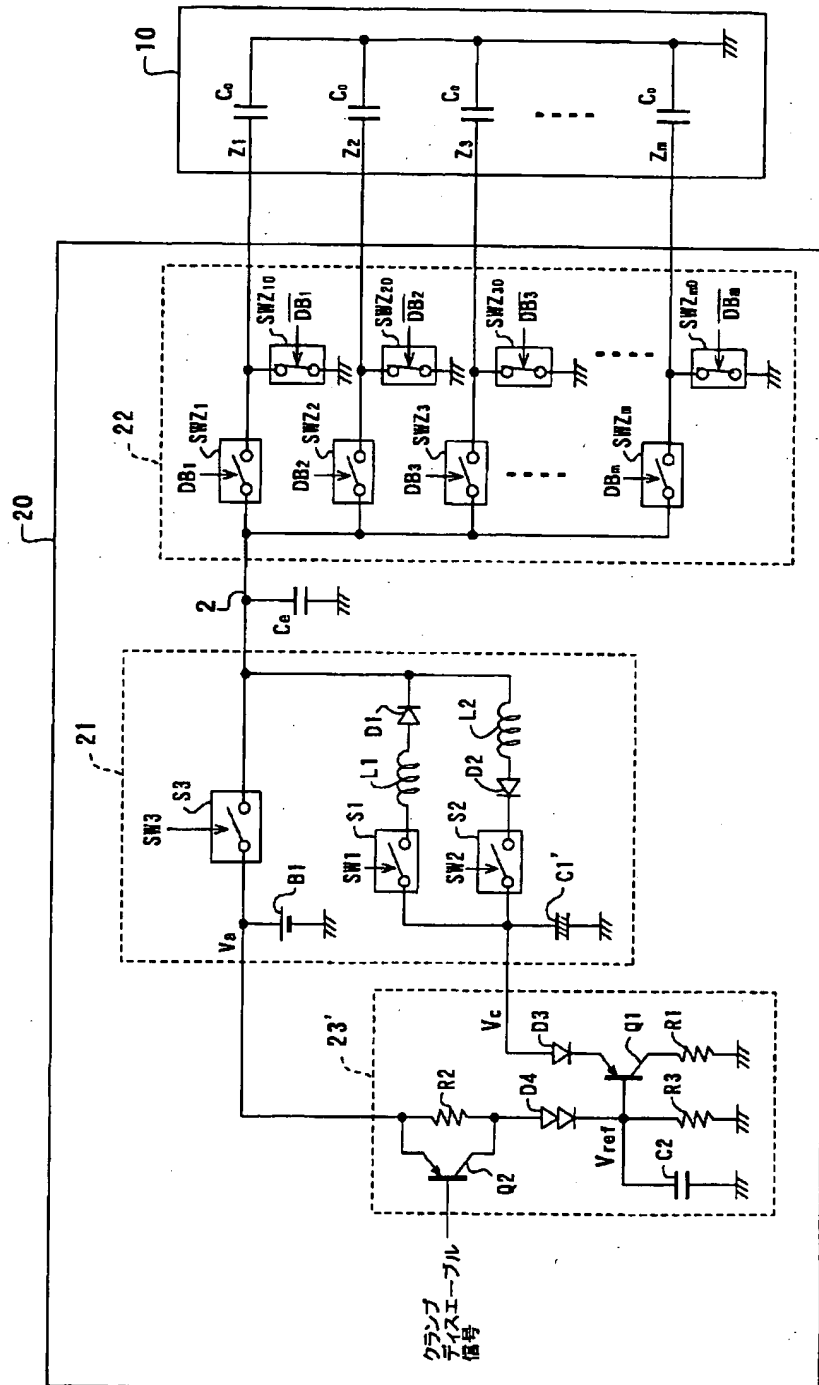 20
10
21
22
23'
2
SW3
S3
Va
B1
SW1
S1
L1
D1
SW2
S2
D2
L2
C1'
Vc
D3
Q1
R1
R2
D4
Q2
Vref
R3
C2
クランプ
ディスエーブル
信号
Ce
DB1
SWZ1
SWZ10
DB1
DB2
SWZ2
SWZ20
DB2
DB3
SWZ3
SWZ30
DB3
DBm
SWZm
SWZm0
DBm
Z1
C0
Z2
C0
Z3
C0
Zm
C0